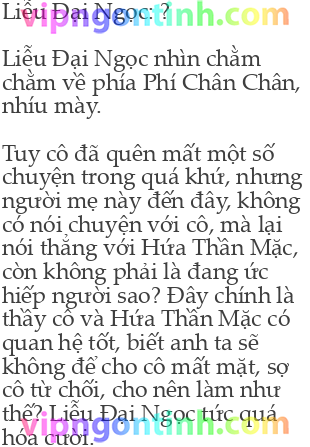 Liễu Đại Ngọc: ?
vipngontinh.com
Liễu Đại Ngọc nhìn chằm
chằm về phía Phí Chân Chân,
nhíu mày.
Tuy cô đã quên mất một số
chuyện trong quá khứ, nhưng
người mẹ này đến đây, không
có nói chuyện với cô, mà lại
nói thẳng với Hứa Thần Mặc,
còn không phải là đang ức
hiếp người sao? Đây chính là
thầy cô và Hứa Thần Mặc có
quan hệ tốt, biết anh ta sẽ
không để cho cô mất mặt, sợ
cô từ chối, cho nên làm như
thế? Liễu Đại Ngọc tức quá
hóa cười.
vipngontinh.com